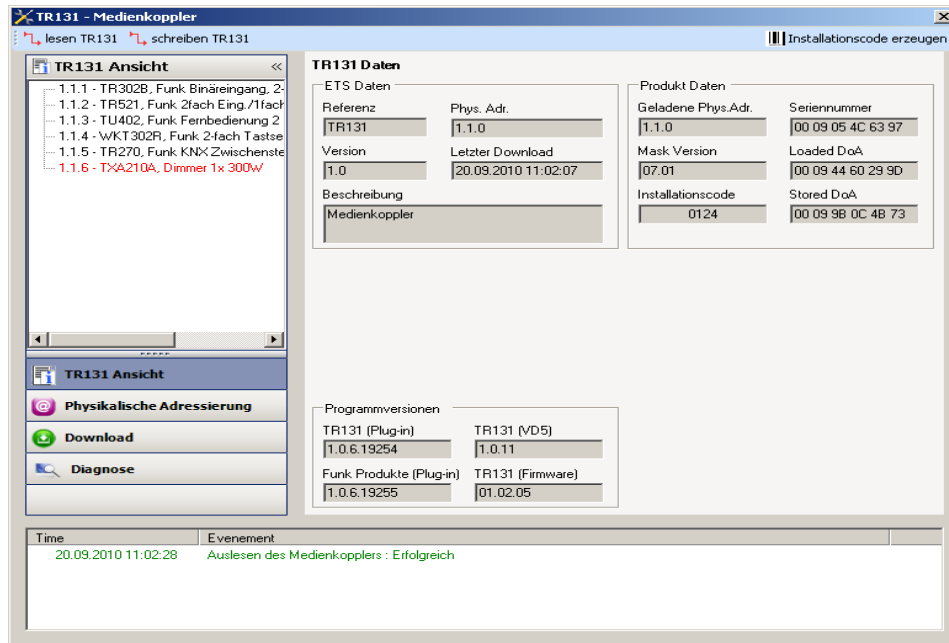 TR131 - Medienkoppler
lesen TR131 schreiben TR131 Installationscode erzeugen
TR131 Ansicht
1.1.1 - TR302B, Funk Binäreingang, 2-
1.1.2 - TR521, Funk 2fach Eing./1fach
1.1.3 - TU402, Funk Fernbedienung 2
1.1.4 - WKT302R, Funk 2-fach Tastse
1.1.5 - TR270, Funk KNX Zwischenste
1.1.6 - TXA210A, Dimmer 1x 300W
TR131 Ansicht
Physikalische Adressierung
Download
Diagnose
TR131 Daten
ETS Daten
Referenz Phys. Adr.
TR131 1.1.0
Version Letzter Download
1.0 20.09.2010 11:02:07
Beschreibung
Medienkoppler
Produkt Daten
Geladene Phys.Adr. Seriennummer
1.1.0 00 09 05 4C 63 97
Mask Version Loaded DoA
07.01 00 09 44 60 29 9D
Installationscode Stored DoA
0124 00 09 9B 0C 4B 73
Programmversionen
TR131 (Plug-in) TR131 (VD5)
1.0.6.19254 1.0.11
Funk Produkte (Plug-in) TR131 (Firmware)
1.0.6.19255 01.02.05
Time Evenement
20.09.2010 11:02:28 Auslesen des Medienkopplers : Erfolgreich